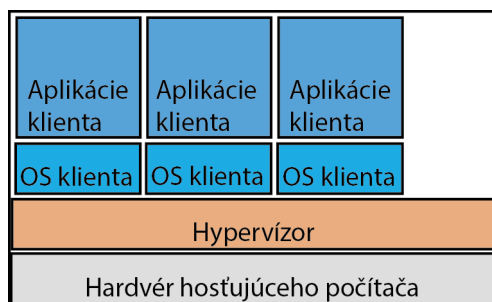 Aplikácie
klienta
Aplikácie
klienta
Aplikácie
klienta
OS klienta
OS klienta
OS klienta
Hypervízor
Hardvér hosťujúceho počítača